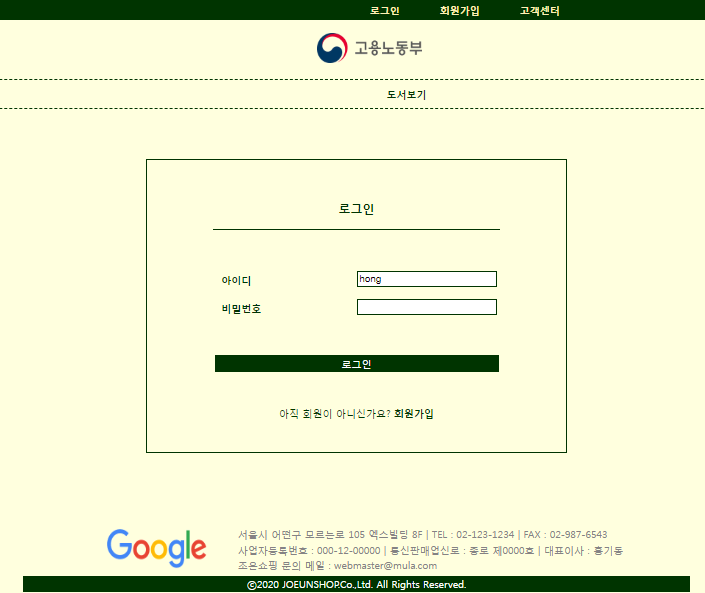 로그인 회원가입 고객센터
고용노동부
도서보기
로그인
아이디 hong
비밀번호
로그인
아직 회원이 아니신가요? 회원가입
Google
서울시 어떤구 모르는로 105 역스빌딩 8F | TEL : 02-123-1234 | FAX : 02-987-6543
사업자등록번호 : 000-12-00000 | 통신판매업신고 : 종로 제0000호 | 대표이사 : 홍기동
조은쇼핑 문의 메일 : webmaster@mula.com
©2020 JOEUNSHOP.Co.,Ltd. All Rights Reserved.